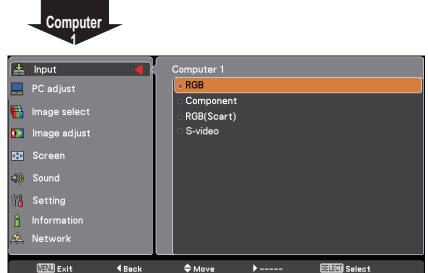 Computer
1
Input
Computer 1
RGB
PC adjust
Component
Image select
RGB(Scart)
Image adjust
S-video
Screen
Sound
Setting
Information
Network
MENU Exit
Back
Move
-----
SELECT Select